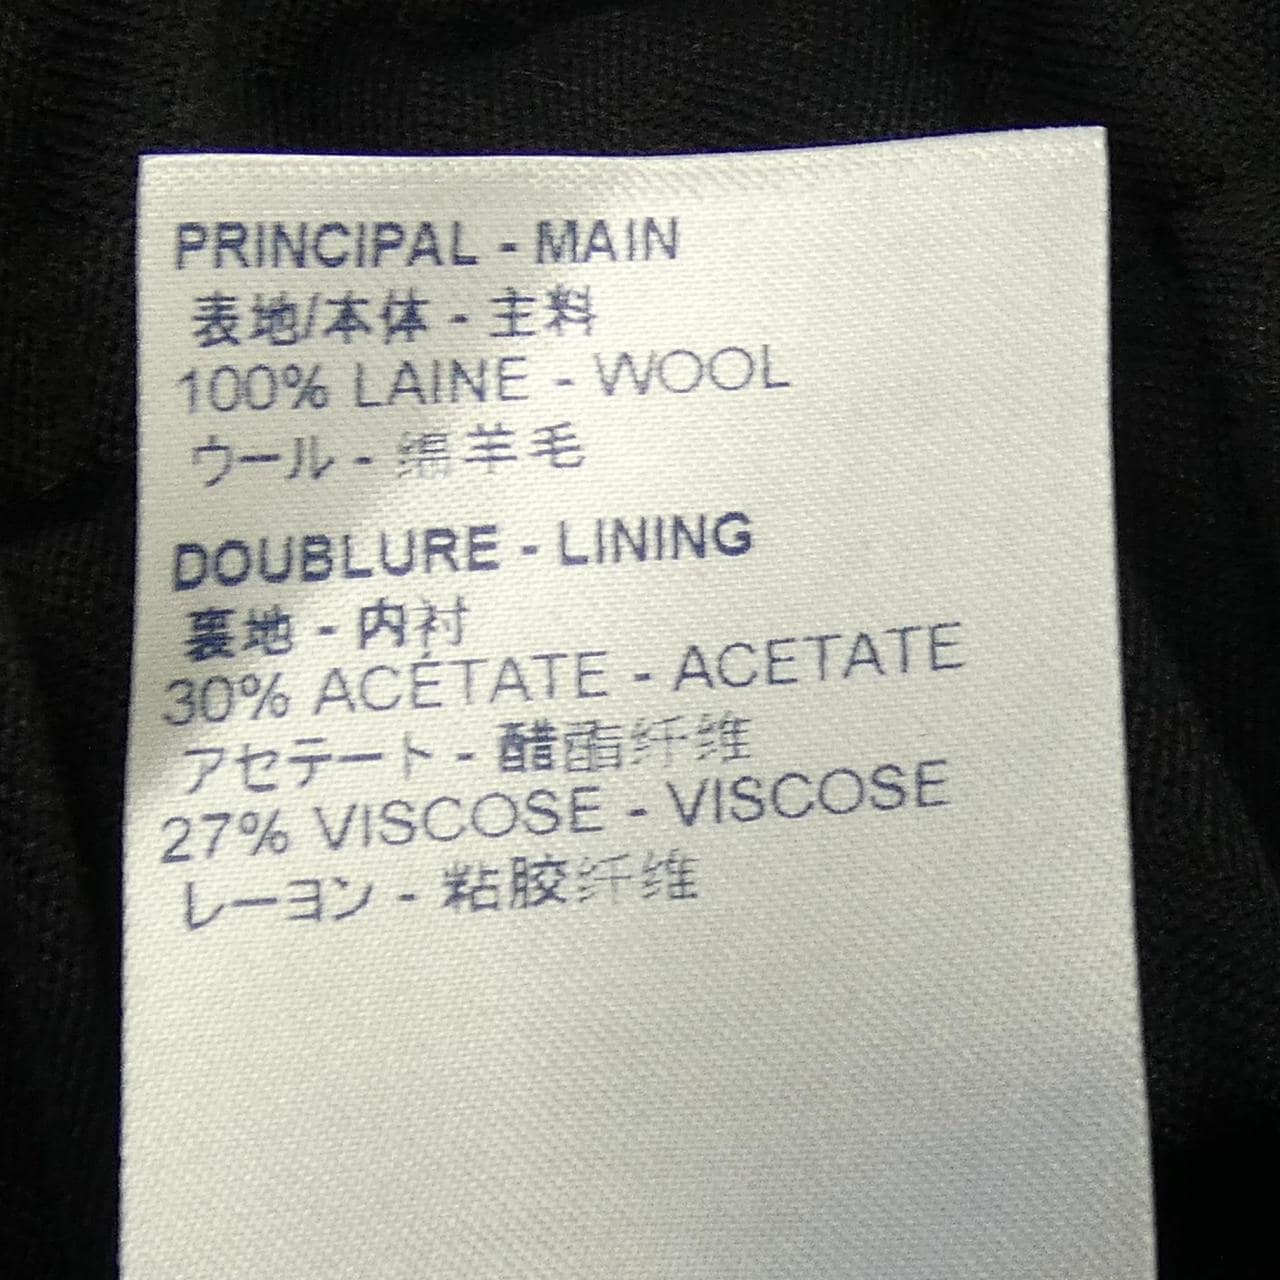 PRINCIPAL - MAIN
表地/本体 - 主料
100% LAINE - WOOL
ウール - 绵羊毛
DOUBLURE - LINING
裏地 - 内衬
30% ACÉTATE - ACETATE
アセテート - 醋酯纤维
27% VISCOSE - VISCOSE
レーヨン - 粘胶纤维